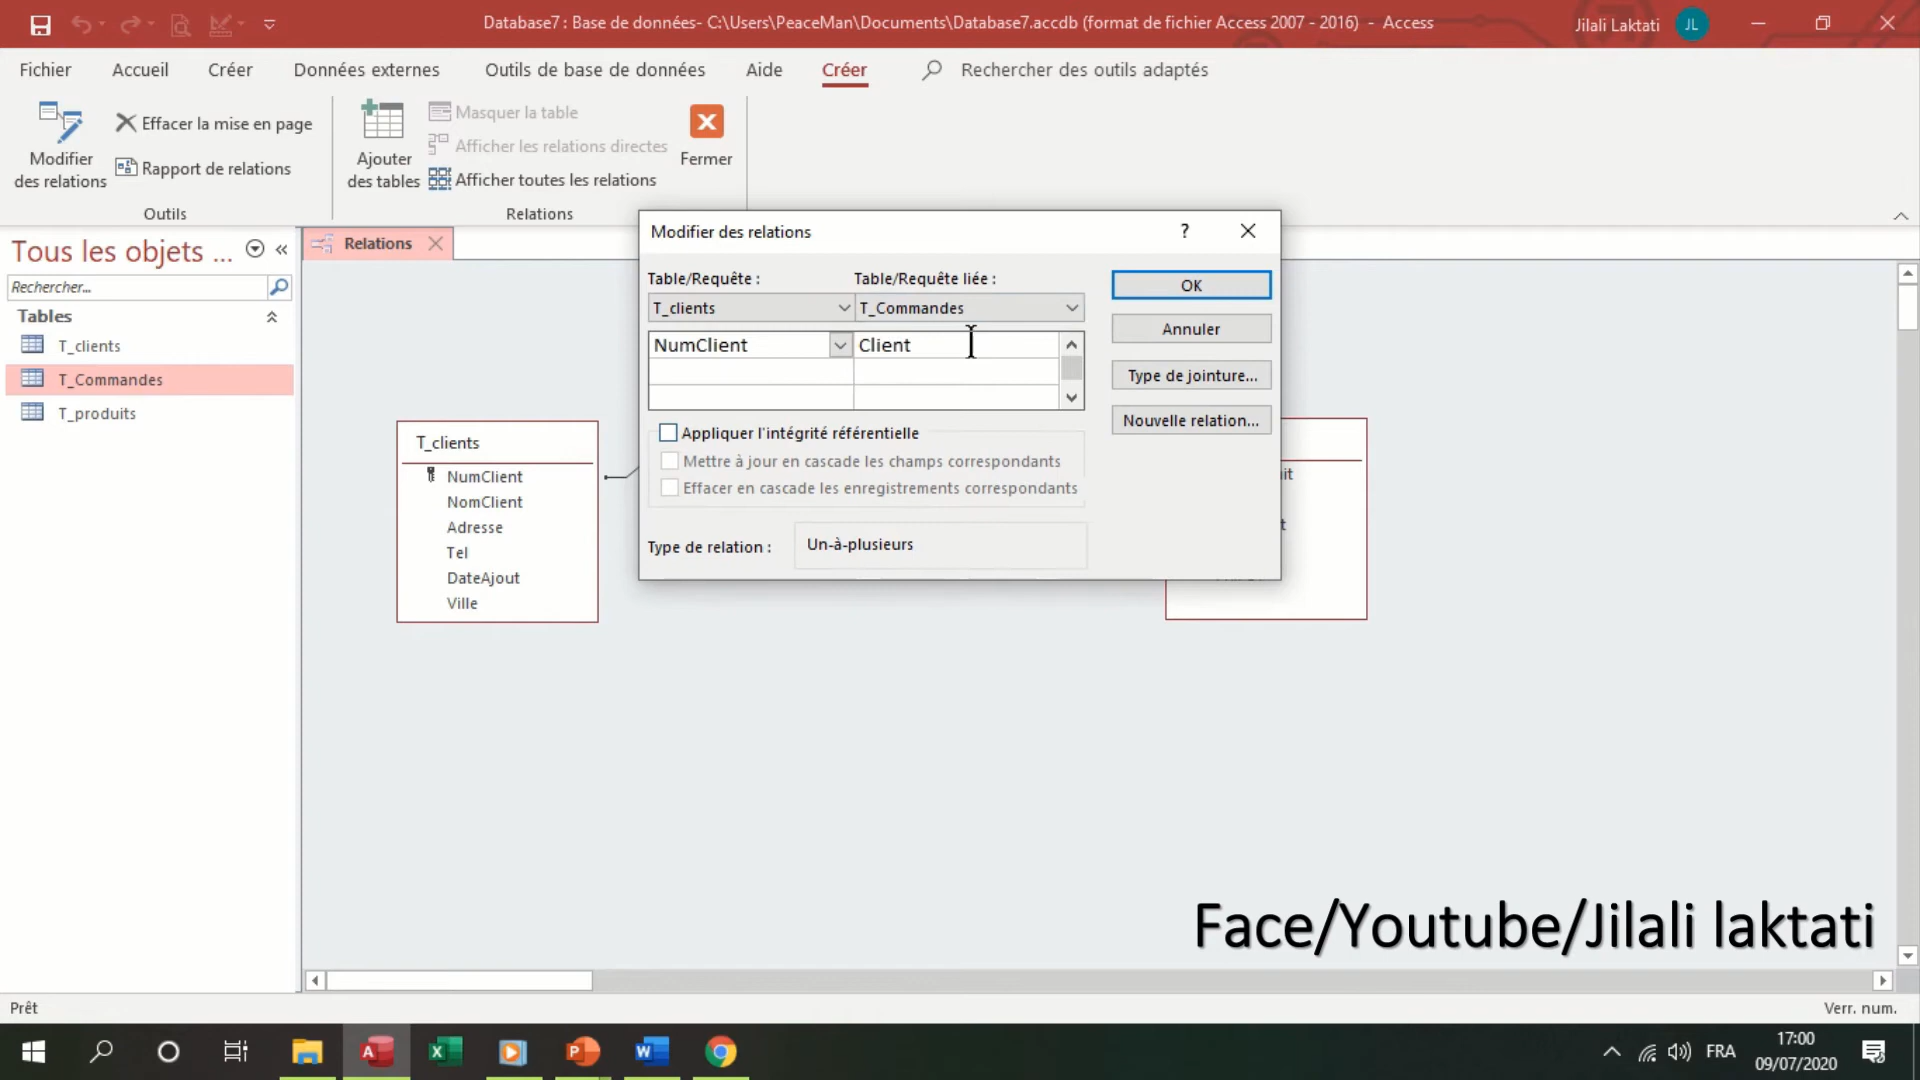 Database7 : Base de données- C:\Users\PeaceMan\Documents\Database7.accdb (format de fichier Access 2007 - 2016) - Access
Jilali Laktati
JL
Fichier
Accueil
Créer
Données externes
Outils de base de données
Aide
Créer
Rechercher des outils adaptés
Modifier
des relations
Effacer la mise en page
Rapport de relations
Outils
Ajouter
des tables
Masquer la table
Afficher les relations directes
Afficher toutes les relations
Relations
Fermer
Tous les objets ...
Rechercher...
Tables
T_clients
T_Commandes
T_produits
Relations
T_clients
NumClient
NomClient
Adresse
Tel
DateAjout
Ville
Modifier des relations
?
Table/Requête :
Table/Requête liée :
T_clients
T_Commandes
NumClient
Client
Appliquer l'intégrité référentielle
Mettre à jour en cascade les champs correspondants
Effacer en cascade les enregistrements correspondants
Type de relation :
Un-à-plusieurs
OK
Annuler
Type de jointure...
Nouvelle relation...
it
t
Face/Youtube/Jilali laktati
Prêt
Verr. num.
FRA
17:00
09/07/2020